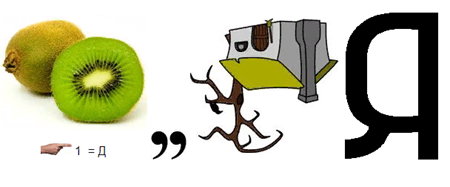 1 = Д
,,
Я